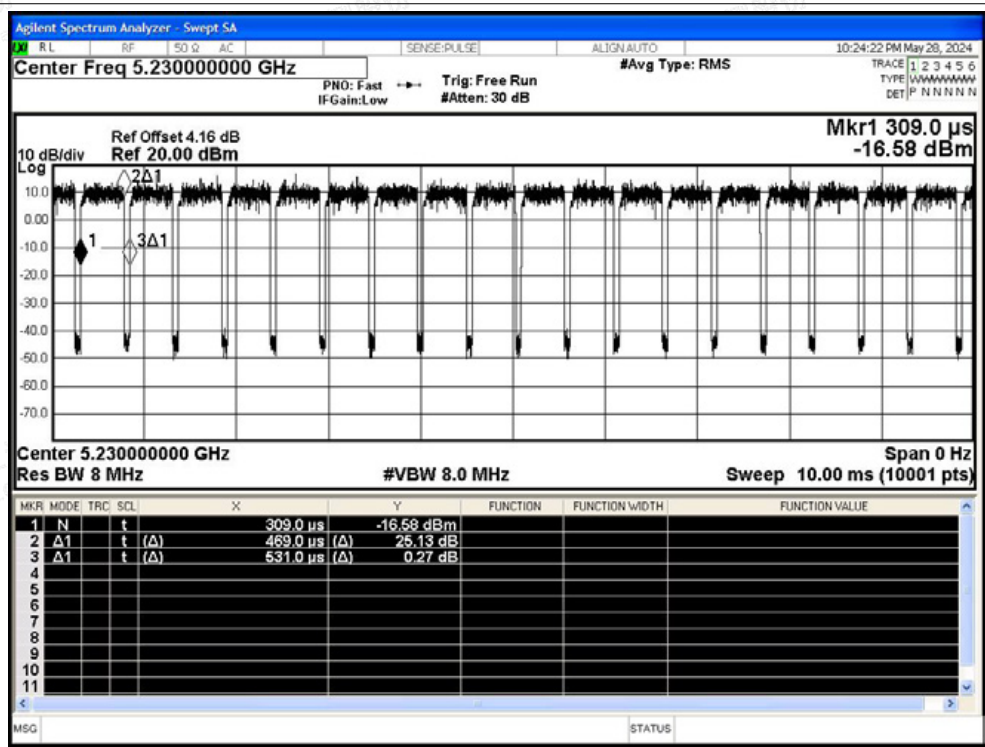 Agilent Spectrum Analyzer - Swept SA
LXI RL RF 50 Ω AC SENSE:PULSE ALIGN AUTO 10:24:22 PM May 28, 2024
Center Freq 5.230000000 GHz #Avg Type: RMS TRACE 1 2 3 4 5 6
PNO: Fast Trig: Free Run TYPE WWWWWW
IFGain:Low #Atten: 30 dB DET P N N N N N
Ref Offset 4.16 dB Mkr1 309.0 µs
10 dB/div Ref 20.00 dBm -16.58 dBm
Log
2Δ1
10.0
0.00
1 3Δ1
-10.0
-20.0
-30.0
-40.0
-50.0
-60.0
-70.0
Center 5.230000000 GHz Span 0 Hz
Res BW 8 MHz #VBW 8.0 MHz Sweep 10.00 ms (10001 pts)
MKR MODE TRC SCL X Y FUNCTION FUNCTION WIDTH FUNCTION VALUE
1 N t 309.0 µs -16.58 dBm
2 Δ1 t (Δ) 469.0 µs (Δ) 25.13 dB
3 Δ1 t (Δ) 531.0 µs (Δ) 0.27 dB
4
5
6
7
8
9
10
11
MSG STATUS